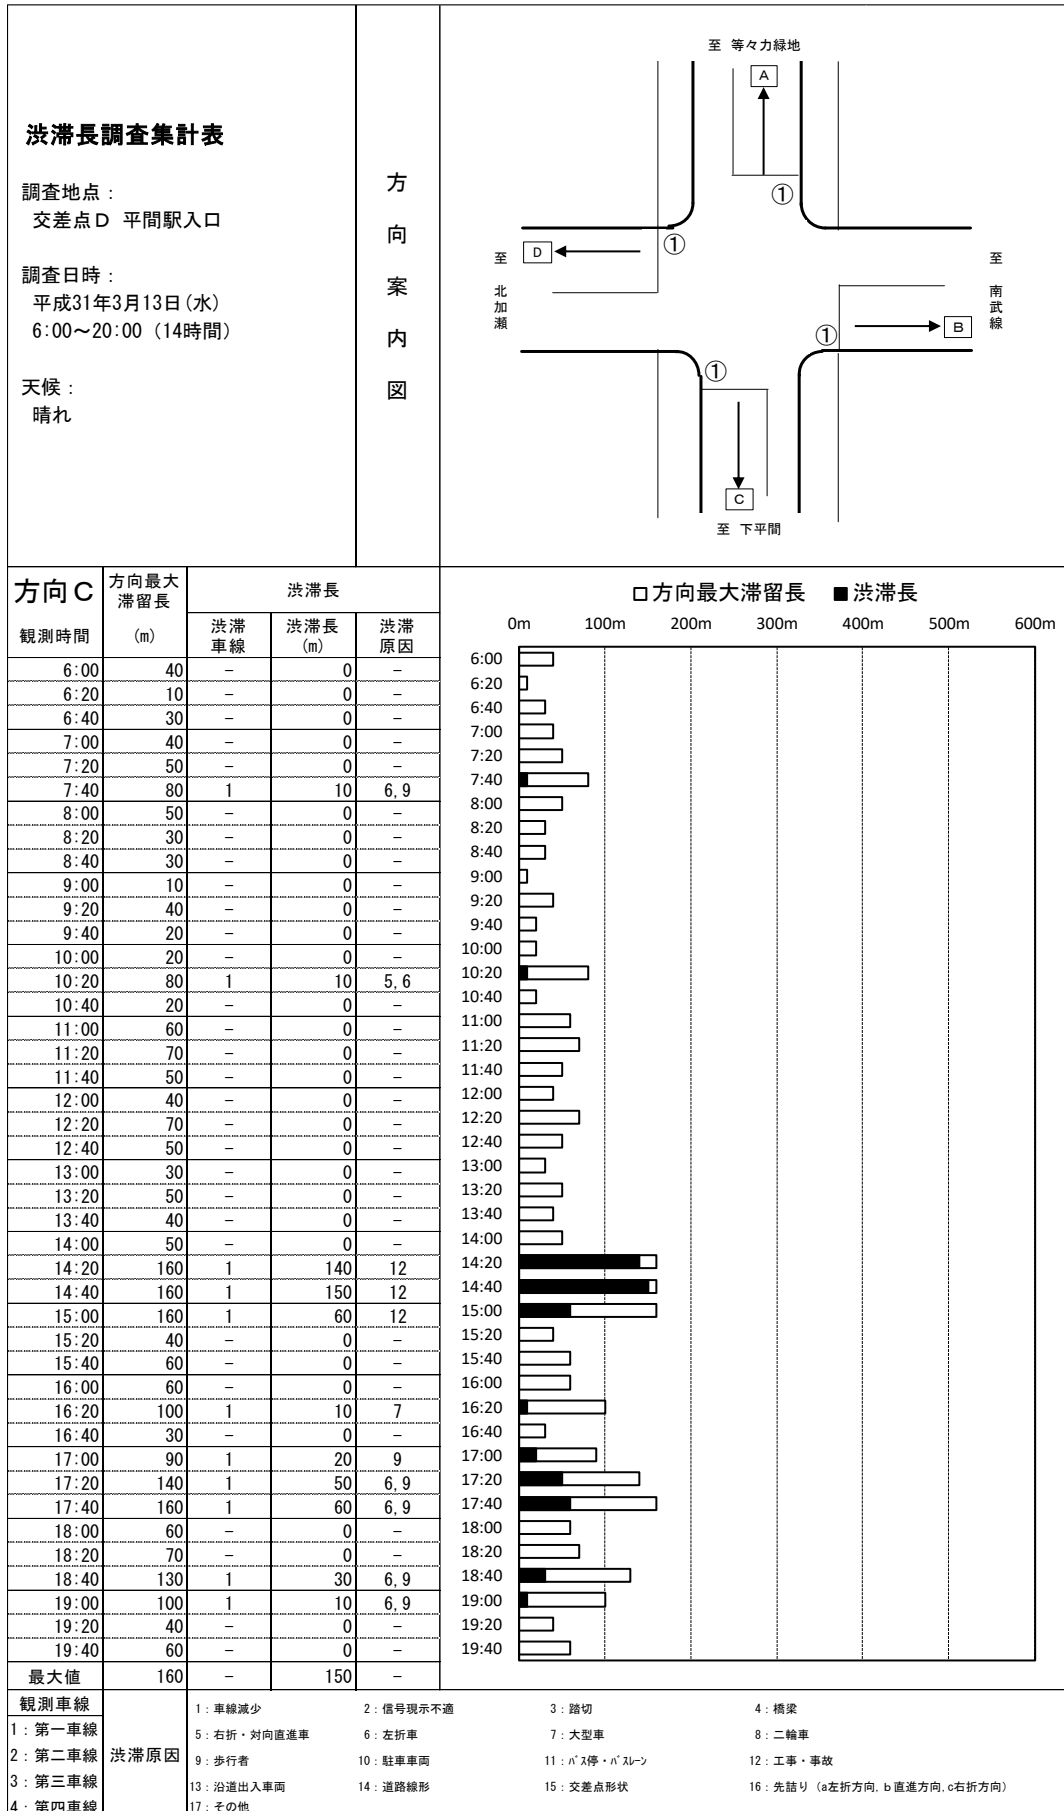 渋滞長調査集計表
調査地点：
交差点Ｄ 平間駅入口
調査日時：
平成31年3月13日(水)
6:00～20:00（14時間）
天候：
晴れ
方向案内図
至 等々力緑地
A
①
①
至 北加瀬
D
至 南武線
B
①
①
C
至 下平間
方向Ｃ 方向最大滞留長 渋滞長
観測時間 (m) 渋滞車線 渋滞長(m) 渋滞原因
6:00 40 － 0 －
6:20 10 － 0 －
6:40 30 － 0 －
7:00 40 － 0 －
7:20 50 － 0 －
7:40 80 1 10 6,9
8:00 50 － 0 －
8:20 30 － 0 －
8:40 30 － 0 －
9:00 10 － 0 －
9:20 40 － 0 －
9:40 20 － 0 －
10:00 20 － 0 －
10:20 80 1 10 5,6
10:40 20 － 0 －
11:00 60 － 0 －
11:20 70 － 0 －
11:40 50 － 0 －
12:00 40 － 0 －
12:20 70 － 0 －
12:40 50 － 0 －
13:00 30 － 0 －
13:20 50 － 0 －
13:40 40 － 0 －
14:00 50 － 0 －
14:20 160 1 140 12
14:40 160 1 150 12
15:00 160 1 60 12
15:20 40 － 0 －
15:40 60 － 0 －
16:00 60 － 0 －
16:20 100 1 10 7
16:40 30 － 0 －
17:00 90 1 20 9
17:20 140 1 50 6,9
17:40 160 1 60 6,9
18:00 60 － 0 －
18:20 70 － 0 －
18:40 130 1 30 6,9
19:00 100 1 10 6,9
19:20 40 － 0 －
19:40 60 － 0 －
最大値 160 － 150 －
□方向最大滞留長 ■渋滞長
0m 100m 200m 300m 400m 500m 600m
6:00
6:20
6:40
7:00
7:20
7:40
8:00
8:20
8:40
9:00
9:20
9:40
10:00
10:20
10:40
11:00
11:20
11:40
12:00
12:20
12:40
13:00
13:20
13:40
14:00
14:20
14:40
15:00
15:20
15:40
16:00
16:20
16:40
17:00
17:20
17:40
18:00
18:20
18:40
19:00
19:20
19:40
観測車線
1：第一車線
2：第二車線
3：第三車線
4：第四車線
渋滞原因
1：車線減少 2：信号現示不適 3：踏切 4：橋梁
5：右折・対向直進車 6：左折車 7：大型車 8：二輪車
9：歩行者 10：駐車車両 11：ﾊﾞｽ停・ﾊﾞｽﾚｰﾝ 12：工事・事故
13：沿道出入車両 14：道路線形 15：交差点形状 16：先詰り（a左折方向,ｂ直進方向,c右折方向）
17：その他